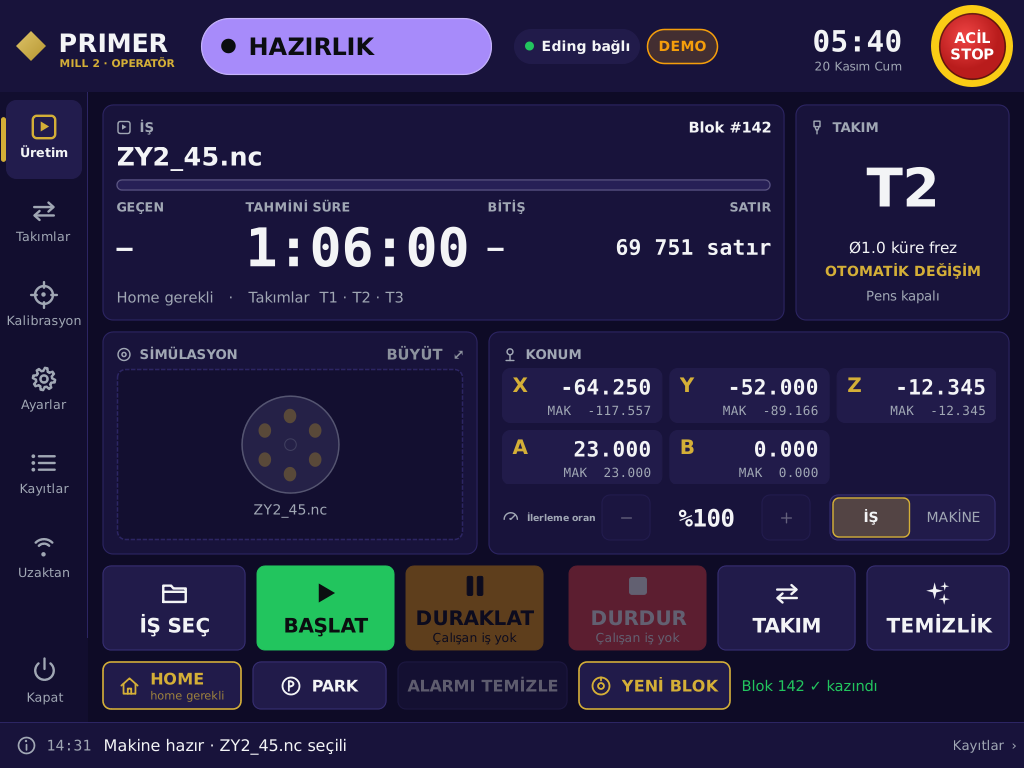 PRIMER
MILL 2 · OPERATÖR
HAZIRLIK
Eding bağlı
DEMO
05:40
20 Kasım Cum
ACİL
STOP
Üretim
Takımlar
Kalibrasyon
Ayarlar
Kayıtlar
Uzaktan
Kapat
İŞ
Blok #142
ZY2_45.nc
GEÇEN TAHMİNİ SÜRE BİTİŞ SATIR
— 1:06:00 — 69 751 satır
Home gerekli · Takımlar T1 · T2 · T3
TAKIM
T2
Ø1.0 küre frez
OTOMATİK DEĞİŞİM
Pens kapalı
SİMÜLASYON BÜYÜT ⤢
ZY2_45.nc
KONUM
X -64.250
MAK -117.557
Y -52.000
MAK -89.166
Z -12.345
MAK -12.345
A 23.000
MAK 23.000
B 0.000
MAK 0.000
İlerleme oran − %100 +
İŞ MAKİNE
İŞ SEÇ
BAŞLAT
DURAKLAT
Çalışan iş yok
DURDUR
Çalışan iş yok
TAKIM
TEMİZLİK
HOME
home gerekli
PARK
ALARMI TEMİZLE
YENİ BLOK
Blok 142 ✓ kazındı
14:31 Makine hazır · ZY2_45.nc seçili
Kayıtlar ›